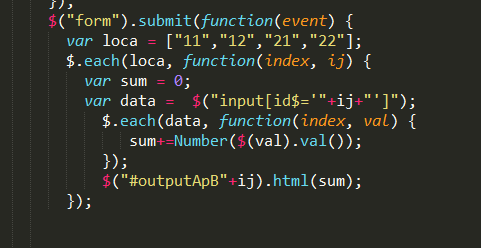 });
$("form").submit(function(event) {
var loca = ["11","12","21","22"];
$.each(loca, function(index, ij) {
var sum = 0;
var data =  $("input[id$='"+ij+"']");
$.each(data, function(index, val) {
sum+=Number($(val).val());
});
$("#outputApB"+ij).html(sum);
});